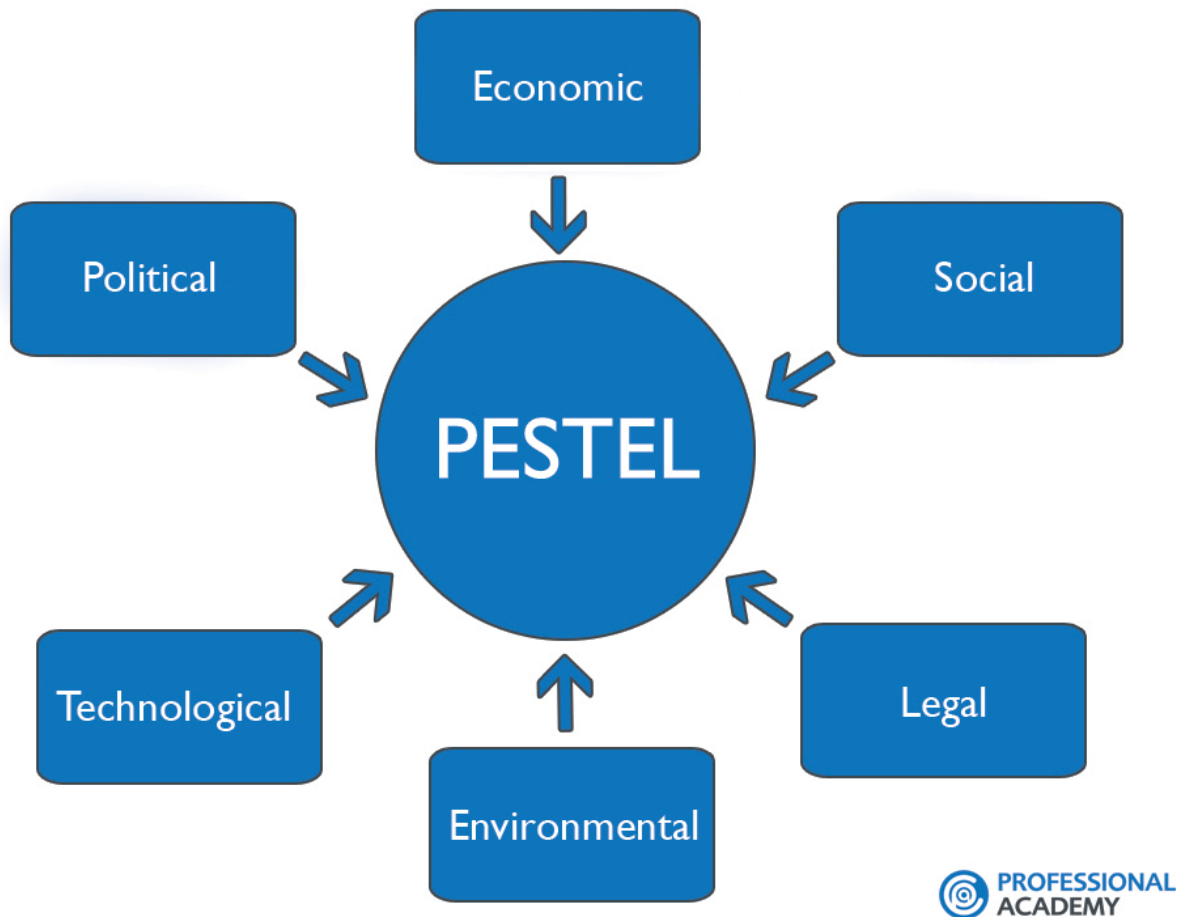 Economic
Political
Social
PESTEL
Technological
Legal
Environmental
PROFESSIONAL
ACADEMY